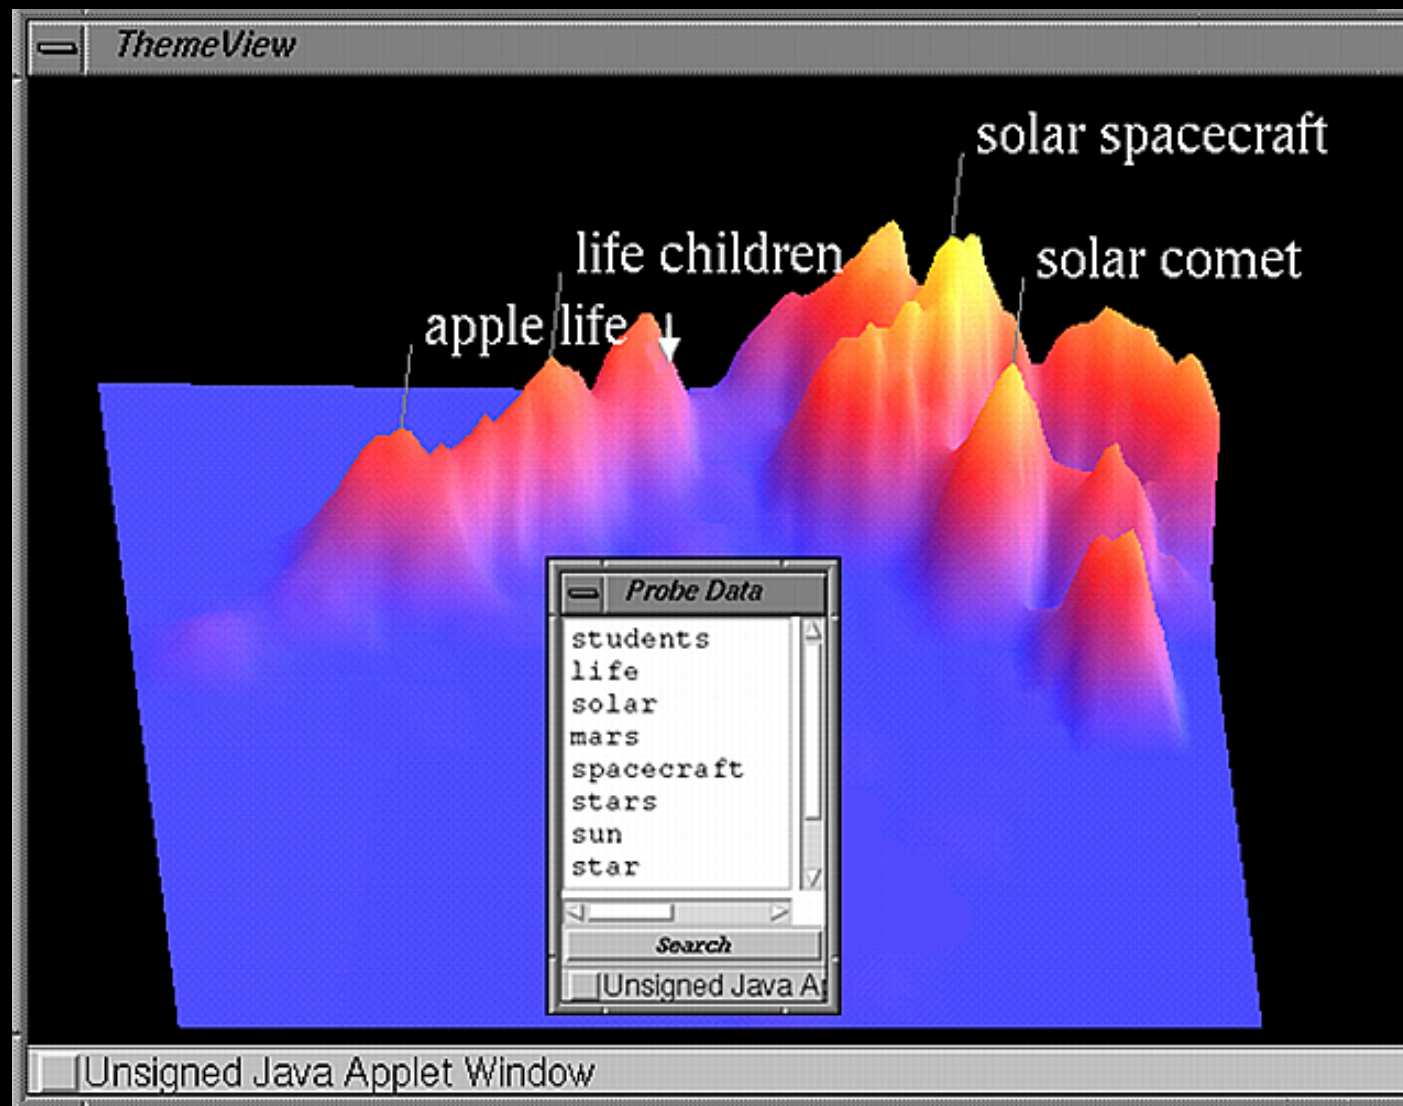 ThemeView
solar spacecraft
life children
solar comet
apple life
Probe Data
students
life
solar
mars
spacecraft
stars
sun
star
Search
Unsigned Java A
Unsigned Java Applet Window